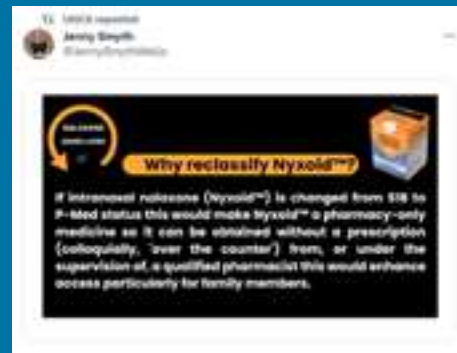 reposted
Jenny Smyth
Why reclassify Nyxoid™?
If intranasal naloxone (Nyxoid™) is changed from S1B to
P-Med status this would make Nyxoid™ a pharmacy-only
medicine so it can be obtained without a prescription
(colloquially, 'over the counter') from, or under the
supervision of, a qualified pharmacist this would enhance
access particularly for family members.